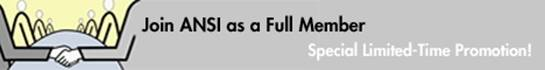 Join ANSI as a Full Member
Special Limited-Time Promotion!